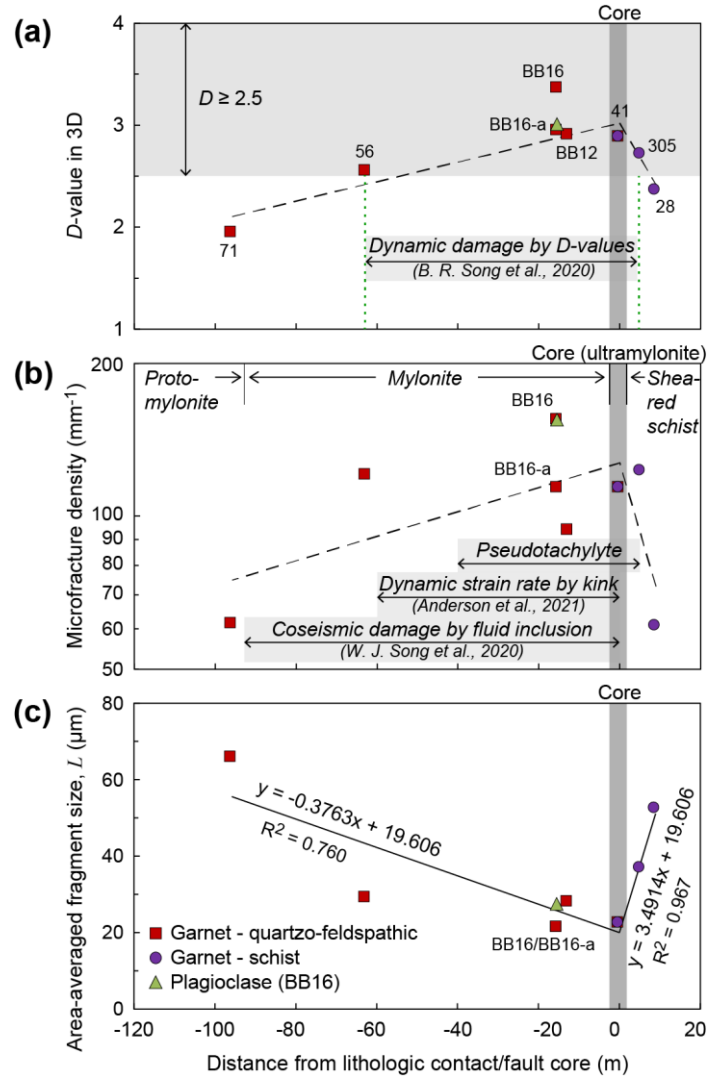 (a)
Core
4
D ≥ 2.5
BB16
3
BB16-a
41
305
56
BB12
28
2
71
Dynamic damage by D-values
(B. R. Song et al., 2020)
1
D-value in 3D
(b)
200
Core (ultramylonite)
Proto-
mylonite
Mylonite
Shea-
red
schist
BB16
BB16-a
100
90
80
Pseudotachylyte
70
Dynamic strain rate by kink
(Anderson et al., 2021)
60
Coseismic damage by fluid inclusion
(W. J. Song et al., 2020)
50
Microfracture density (mm-1)
(c)
Core
80
60
y = -0.3763x + 19.606
R2 = 0.760
40
y = 3.4914x + 19.606
R2 = 0.967
20
BB16/BB16-a
Garnet - quartzo-feldspathic
Garnet - schist
Plagioclase (BB16)
0
Area-averaged fragment size, L (μm)
-120 -100 -80 -60 -40 -20 0 20
Distance from lithologic contact/fault core (m)